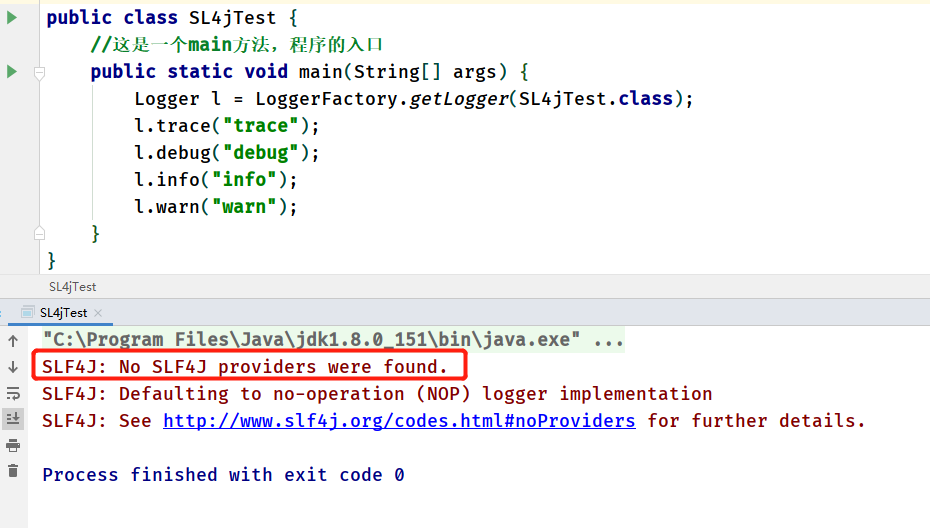 public class SL4jTest {
//这是一个main方法，程序的入口
public static void main(String[] args) {
Logger l = LoggerFactory.getLogger(SL4jTest.class);
l.trace("trace");
l.debug("debug");
l.info("info");
l.warn("warn");
}
}
SL4jTest
SL4jTest ×
"C:\Program Files\Java\jdk1.8.0_151\bin\java.exe" ...
SLF4J: No SLF4J providers were found.
SLF4J: Defaulting to no-operation (NOP) logger implementation
SLF4J: See http://www.slf4j.org/codes.html#noProviders for further details.
Process finished with exit code 0